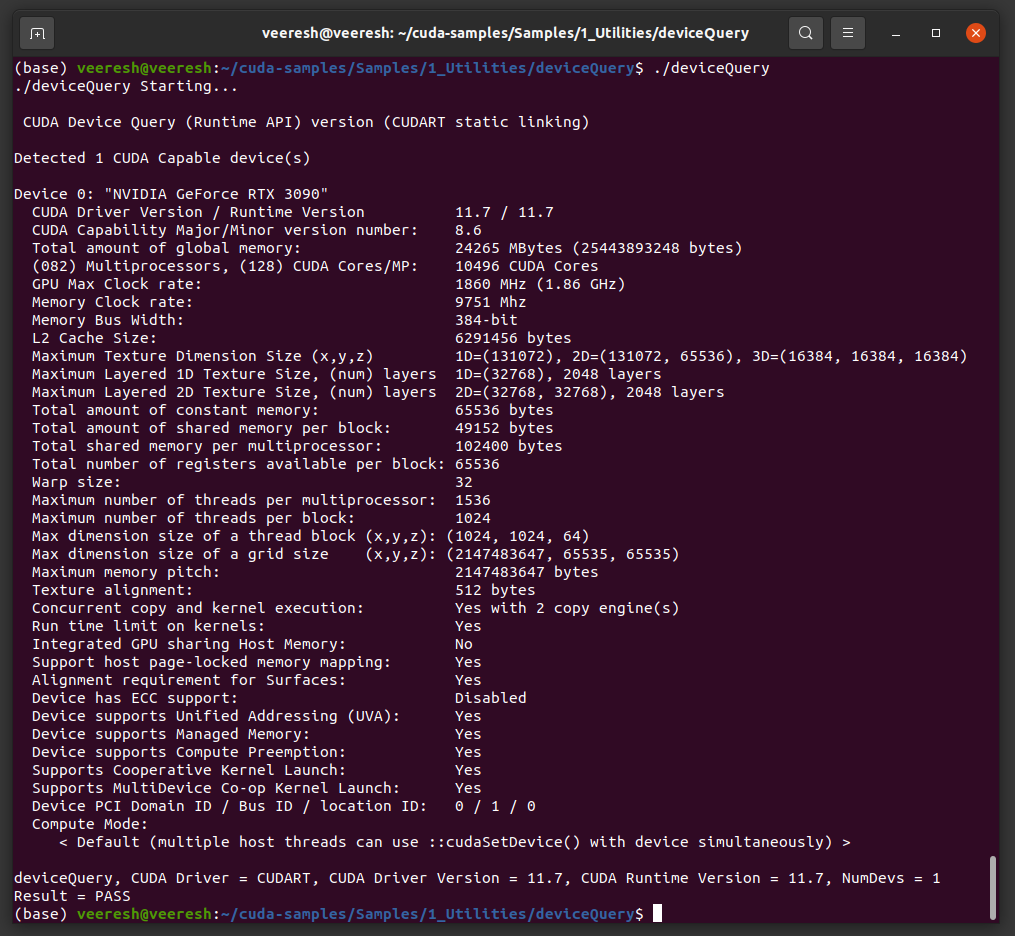 veeresh@veeresh: ~/cuda-samples/Samples/1_Utilities/deviceQuery
(base) veeresh@veeresh:~/cuda-samples/Samples/1_Utilities/deviceQuery$ ./deviceQuery
./deviceQuery Starting...
CUDA Device Query (Runtime API) version (CUDART static linking)
Detected 1 CUDA Capable device(s)
Device 0: "NVIDIA GeForce RTX 3090"
CUDA Driver Version / Runtime Version 11.7 / 11.7
CUDA Capability Major/Minor version number: 8.6
Total amount of global memory: 24265 MBytes (25443893248 bytes)
(082) Multiprocessors, (128) CUDA Cores/MP: 10496 CUDA Cores
GPU Max Clock rate: 1860 MHz (1.86 GHz)
Memory Clock rate: 9751 Mhz
Memory Bus Width: 384-bit
L2 Cache Size: 6291456 bytes
Maximum Texture Dimension Size (x,y,z) 1D=(131072), 2D=(131072, 65536), 3D=(16384, 16384, 16384)
Maximum Layered 1D Texture Size, (num) layers 1D=(32768), 2048 layers
Maximum Layered 2D Texture Size, (num) layers 2D=(32768, 32768), 2048 layers
Total amount of constant memory: 65536 bytes
Total amount of shared memory per block: 49152 bytes
Total shared memory per multiprocessor: 102400 bytes
Total number of registers available per block: 65536
Warp size: 32
Maximum number of threads per multiprocessor: 1536
Maximum number of threads per block: 1024
Max dimension size of a thread block (x,y,z): (1024, 1024, 64)
Max dimension size of a grid size (x,y,z): (2147483647, 65535, 65535)
Maximum memory pitch: 2147483647 bytes
Texture alignment: 512 bytes
Concurrent copy and kernel execution: Yes with 2 copy engine(s)
Run time limit on kernels: Yes
Integrated GPU sharing Host Memory: No
Support host page-locked memory mapping: Yes
Alignment requirement for Surfaces: Yes
Device has ECC support: Disabled
Device supports Unified Addressing (UVA): Yes
Device supports Managed Memory: Yes
Device supports Compute Preemption: Yes
Supports Cooperative Kernel Launch: Yes
Supports MultiDevice Co-op Kernel Launch: Yes
Device PCI Domain ID / Bus ID / location ID: 0 / 1 / 0
Compute Mode:
< Default (multiple host threads can use ::cudaSetDevice() with device simultaneously) >
deviceQuery, CUDA Driver = CUDART, CUDA Driver Version = 11.7, CUDA Runtime Version = 11.7, NumDevs = 1
Result = PASS
(base) veeresh@veeresh:~/cuda-samples/Samples/1_Utilities/deviceQuery$